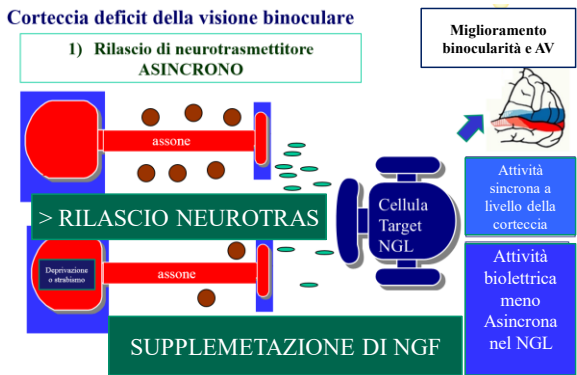 Corteccia deficit della visione binoculare
1) Rilascio di neurotrasmettitore
ASINCRONO
Miglioramento
binocularità e AV
assone
> RILASCIO NEUROTRAS
Cellula
Target
NGL
Attività
sincrona a
livello della
corteccia
Deprivazione
o strabismo
assone
Attività
biolettrica
meno
Asincrona
nel NGL
SUPPLEMETAZIONE DI NGF